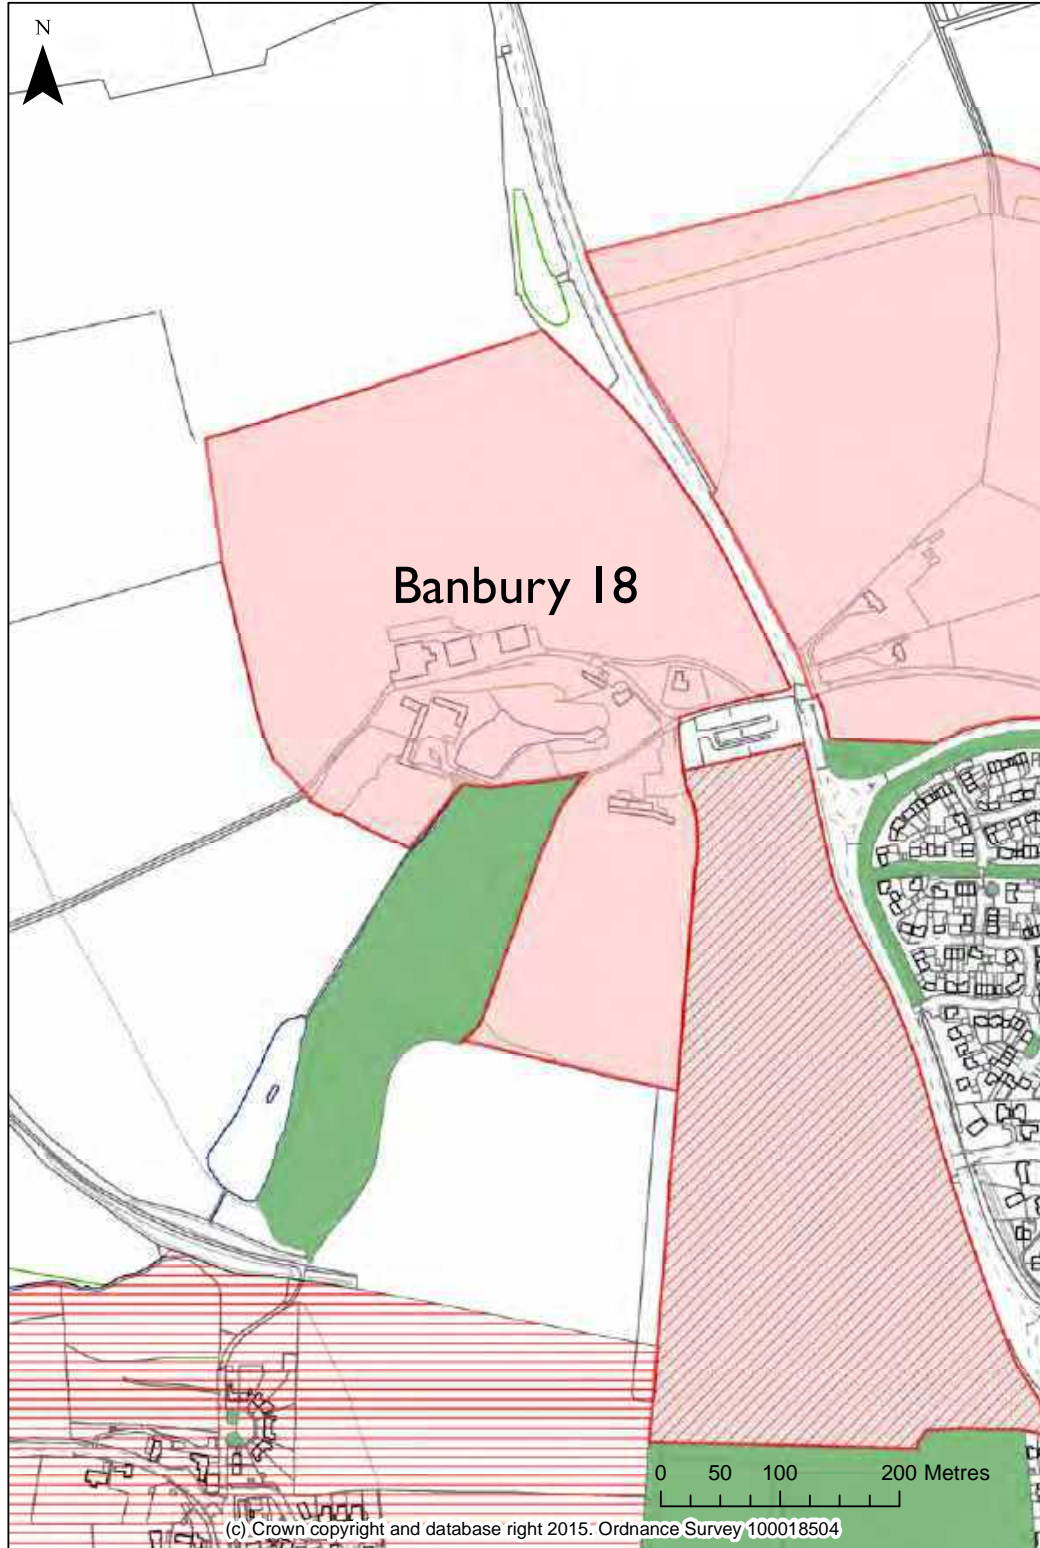 N
Banbury 18
0 50 100 200 Metres
(c) Crown copyright and database right 2015. Ordnance Survey 100018504